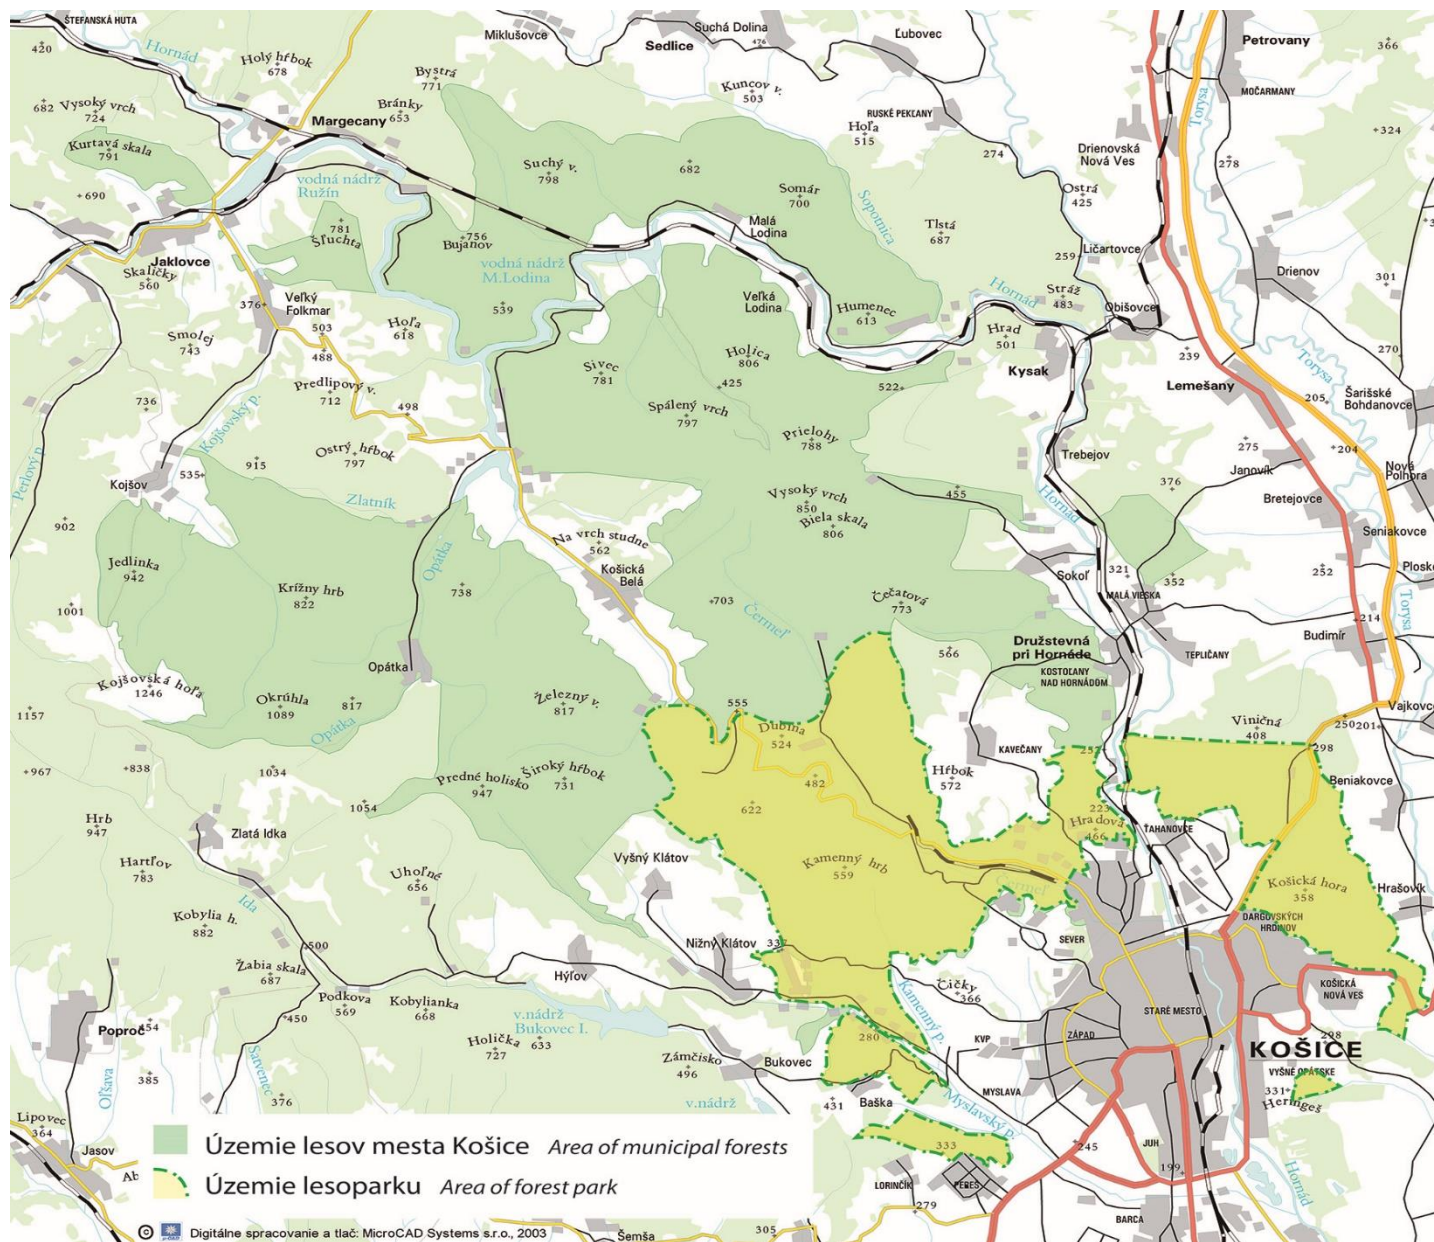 ŠTEFANSKÁ HUTA
420
Hornád
Holý hŕbok
678
Miklušovce
Sedlice
Suchá Dolina
476
Ľubovec
Petrovany
366
Bystrá
771
Bránky
653
682
Vysoký vrch
724
Margecany
Kuncov v.
503
RUSKÉ PEKĽANY
Hoľa
515
MOČARMANY
Torysa
324
Kurtavá skala
791
690
vodná nádrž
Ružín
Suchý v.
798
682
Somár
700
Sopotnica
274
Drienovská
Nová Ves
278
Ostrá
425
781
Šľuchta
756
Bujanov
Malá
Lodina
Tlstá
687
Ličartovce
259
Drienov
301
Jaklovce
Skaličky
560
376
Veľký
Folkmar
vodná nádrž
M.Lodina
539
Veľká
Lodina
Humenec
613
Hornád
Stráž
483
Obišovce
Smolej
743
503
488
Hoľa
618
Sivec
781
Holica
806
425
522
Hrad
501
Kysak
239
Lemešany
Torysa
270
205
Šarišské
Bohdanovce
Predlipový v.
712
498
736
Kojšovský p.
Perlový p.
Spálený vrch
797
Prielohy
788
Ostrý hŕbok
797
915
535
Kojšov
Zlatník
Trebejov
275
Janovík
204
Nová
Polhora
Bretejovce
376
455
Hornád
Vysoký vrch
850
Biela skala
806
902
Opátka
Na vrch studne
562
Košická
Belá
Seniakovce
252
Plosk
Jedlinka
942
Krížny hrb
822
738
703
Čermeľ
Čečatová
773
Sokoľ
321
352
MALÁ VIESKA
Torysa
1001
214
Budimír
Opátka
Družstevná
pri Hornáde
KOSTOĽANY
NAD HORNÁDOM
TEPLIČANY
566
Kojšovská hoľa
1246
Okrúhla
1089
817
Opátka
Železný v.
817
555
Dubina
524
1157
Viničná
408
250
201
Vajkovce
KAVEČANY
252
298
967
838
1034
Predné holisko
947
Široký hŕbok
731
482
Hŕbok
572
Beniakovce
1054
622
223
Hradová
466
ŤAHANOVCE
Hrb
947
Zlatá Idka
Hartľov
783
Vyšný Klátov
Kamenný hrb
559
Čermeľ
Košická hora
358
Hrašovík
Uhoľné
656
Ida
Kobylia h.
882
500
DARGOVSKÝCH
HRDINOV
SEVER
Nižný Klátov
337
Žabia skala
687
Hýľov
Čičky
366
KOŠICKÁ
NOVÁ VES
Podkova
569
Kobylianka
668
Kamenný p.
STARÉ MESTO
Poproč
454
450
v.nádrž
Bukovec I.
633
Holička
727
280
KVP
ZÁPAD
298
KOŠICE
Zámčisko
496
Bukovec
VYŠNÉ OPÁTSKE
385
Oľšava
Satvenec
376
v.nádrž
431
Baška
MYSLAVA
331
Heringeš
Lipovec
364
Myslavský p.
333
245
JUH
Jasov
199
Hornád
LORINČÍK
PEREŠ
279
BARCA
305
Šemša
Územie lesov mesta Košice Area of municipal forests
Územie lesoparku Area of forest park
© Digitálne spracovanie a tlač: MicroCAD Systems s.r.o., 2003